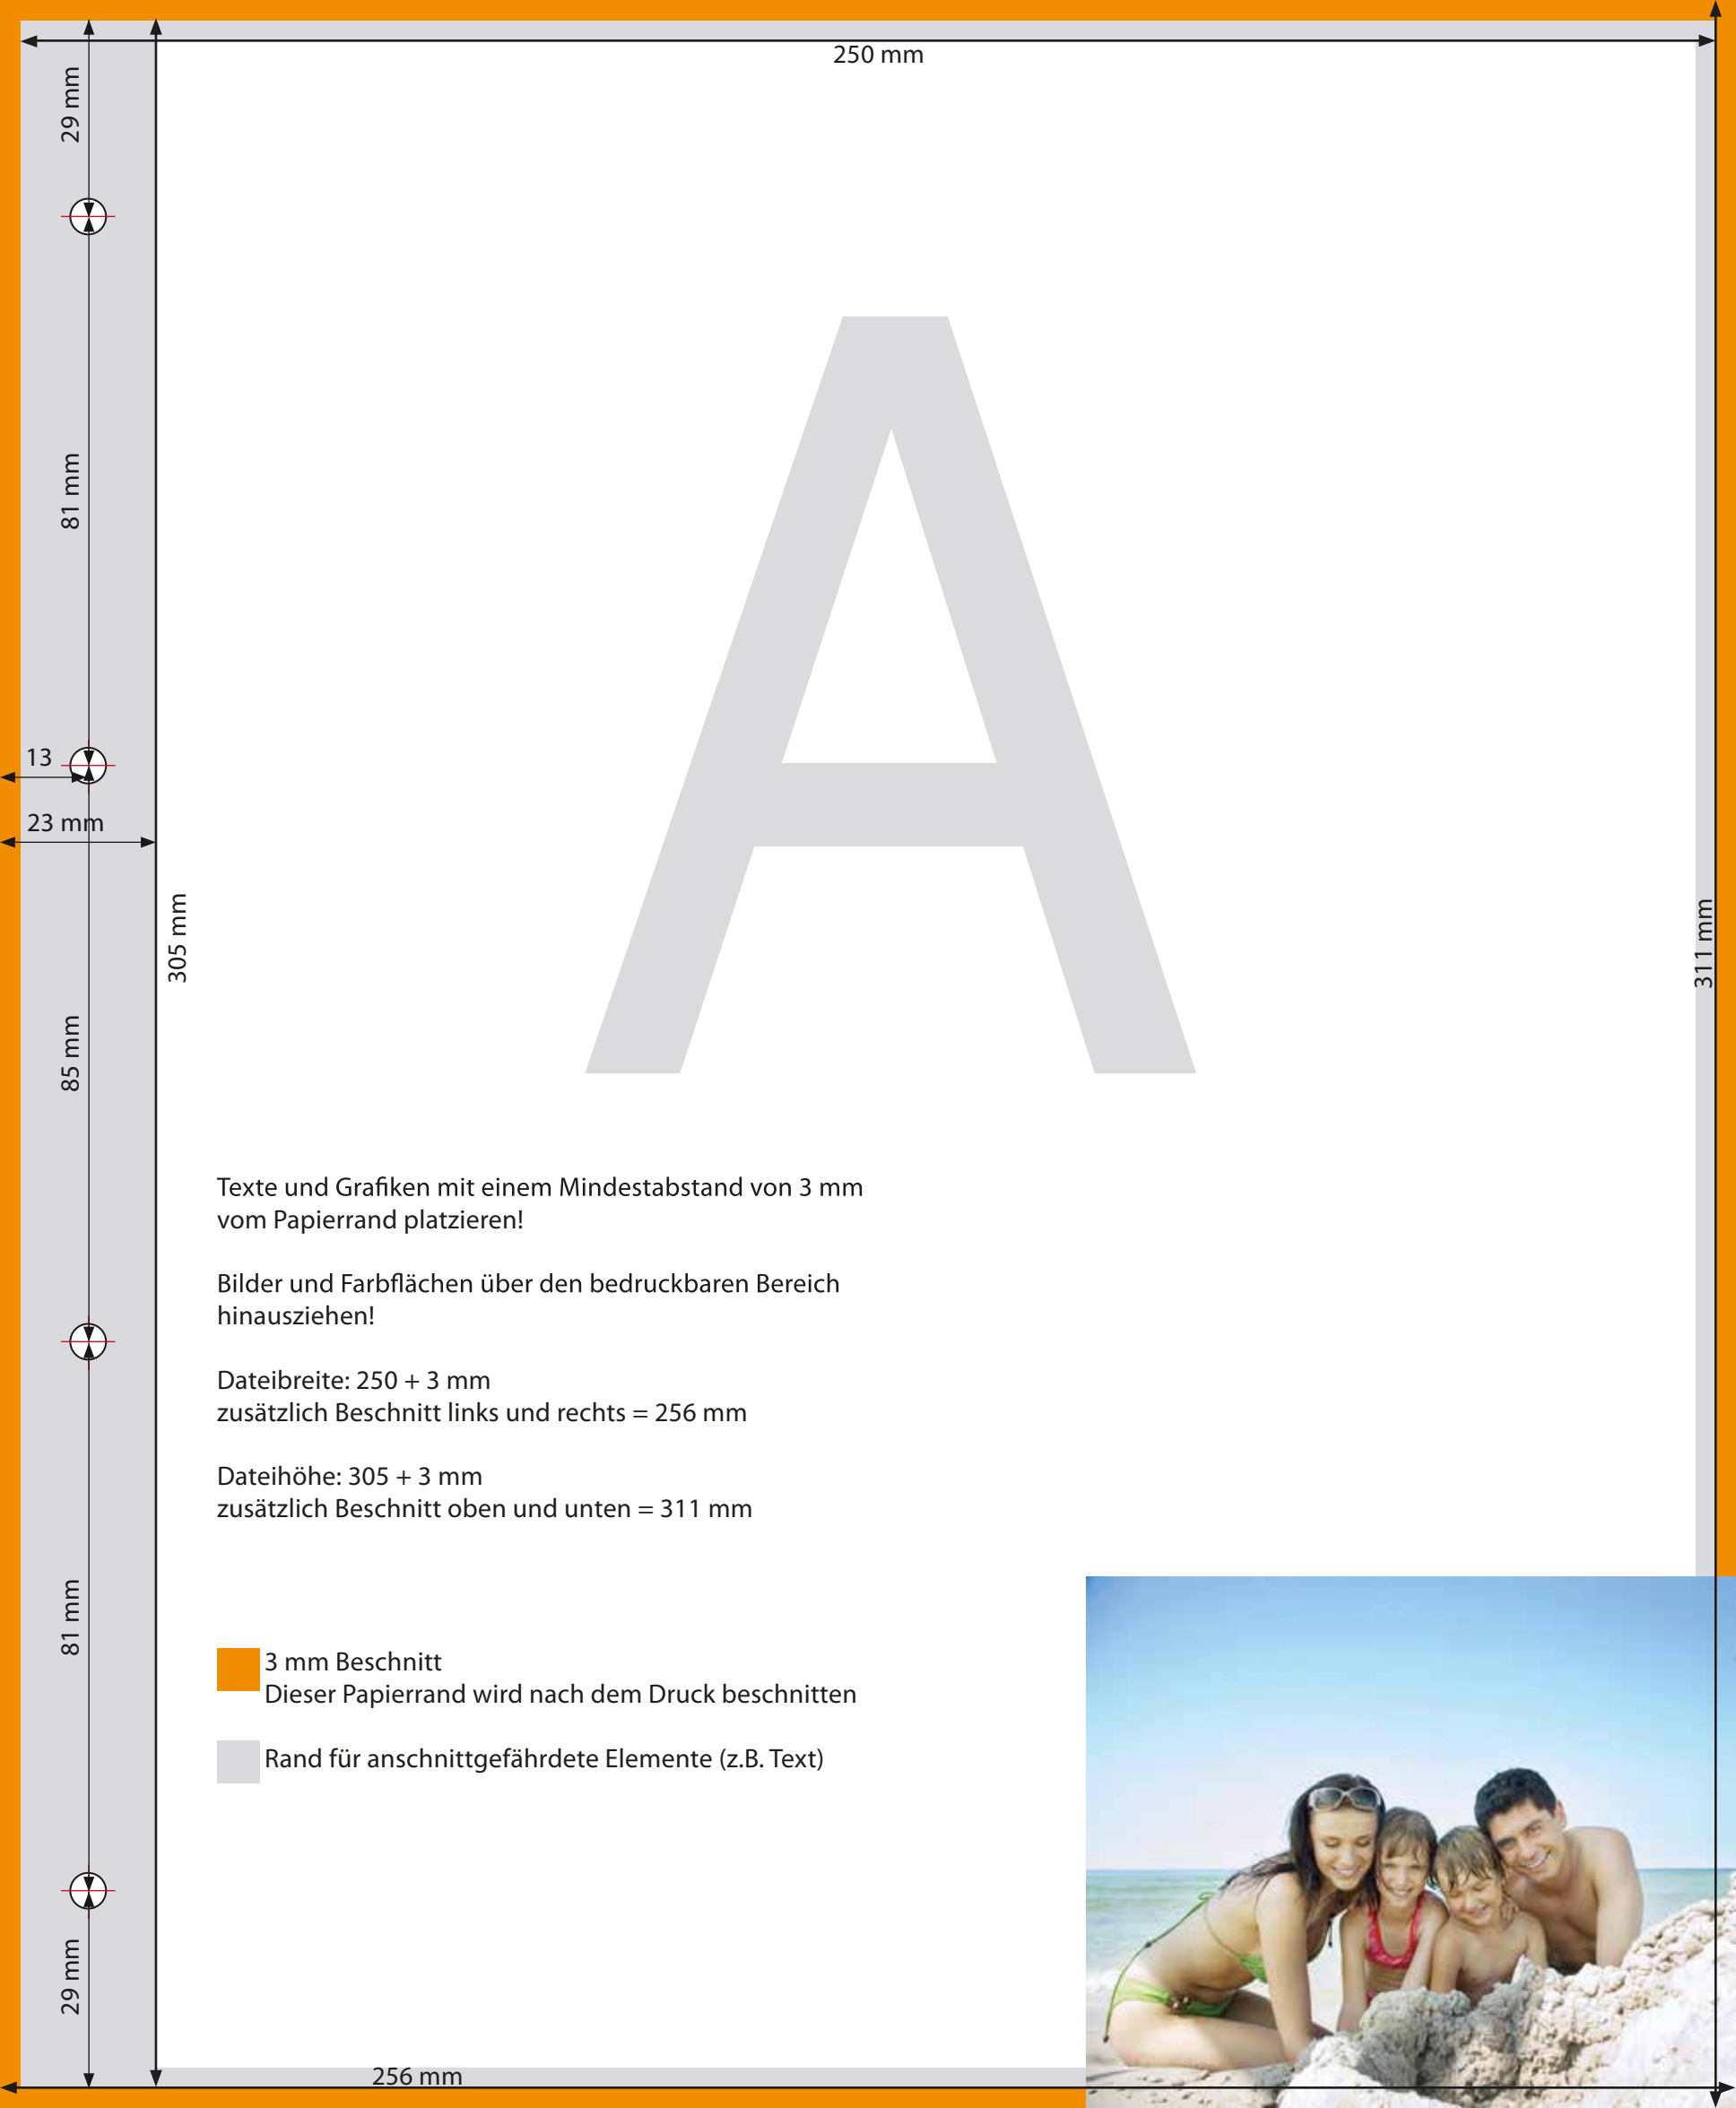 250 mm
29 mm
A
81 mm
13
23 mm
305 mm
311 mm
85 mm
Texte und Grafiken mit einem Mindestabstand von 3 mm
vom Papierrand platzieren!
Bilder und Farbflächen über den bedruckbaren Bereich
hinausziehen!
Dateibreite: 250 + 3 mm
zusätzlich Beschnitt links und rechts = 256 mm
Dateihöhe: 305 + 3 mm
zusätzlich Beschnitt oben und unten = 311 mm
81 mm
3 mm Beschnitt
Dieser Papierrand wird nach dem Druck beschnitten
Rand für anschnittgefährdete Elemente (z.B. Text)
29 mm
256 mm